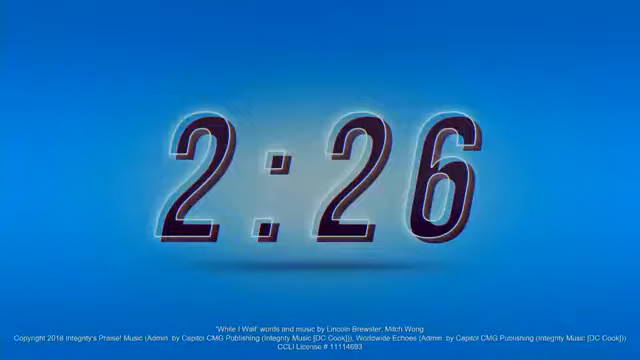 2:26
"While I Wait" words and music by Lincoln Brewster, Mitch Wong
Copyright 2018 Integrity's Praise! Music (Admin. by Capitol CMG Publishing (Integrity Music [DC Cook])), Worldwide Echoes (Admin. by Capitol CMG Publishing (Integrity Music [DC Cook]))
CCLI License # 11114693